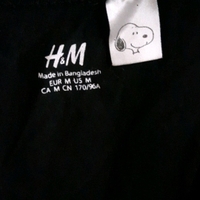 H&M
Made in Bangladesh
EUR M US M
CA M CN 170/96A